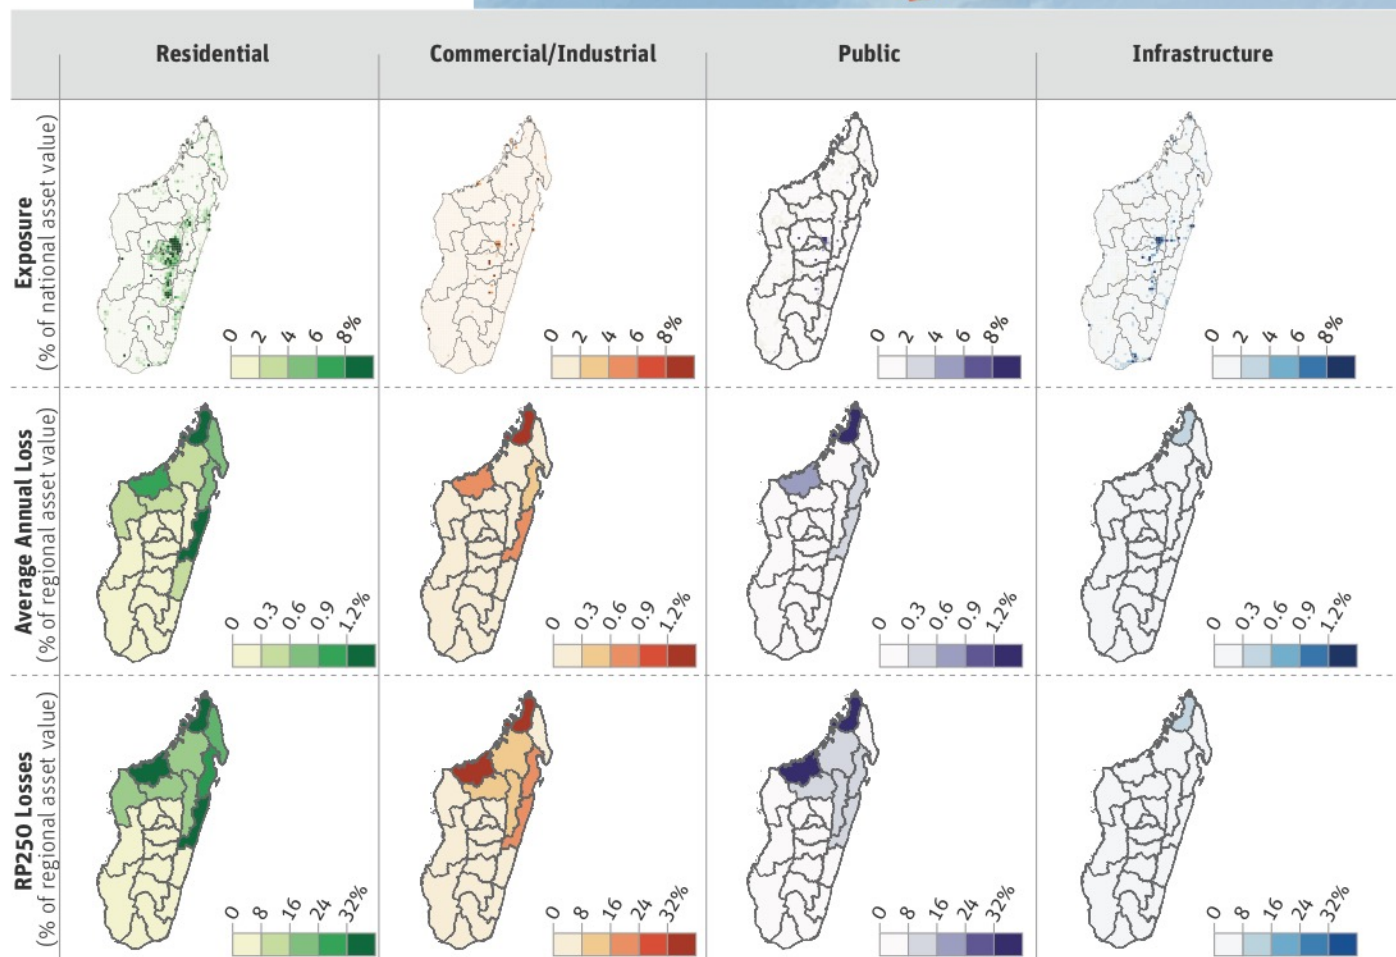 Residential
Commercial/Industrial
Public
Infrastructure
Exposure
(% of national asset value)
0 2 4 6 8%
0 2 4 6 8%
0 2 4 6 8%
0 2 4 6 8%
Average Annual Loss
(% of regional asset value)
0 0.3 0.6 0.9 1.2%
0 0.3 0.6 0.9 1.2%
0 0.3 0.6 0.9 1.2%
0 0.3 0.6 0.9 1.2%
RP250 Losses
(% of regional asset value)
0 8 16 24 32%
0 8 16 24 32%
0 8 16 24 32%
0 8 16 24 32%